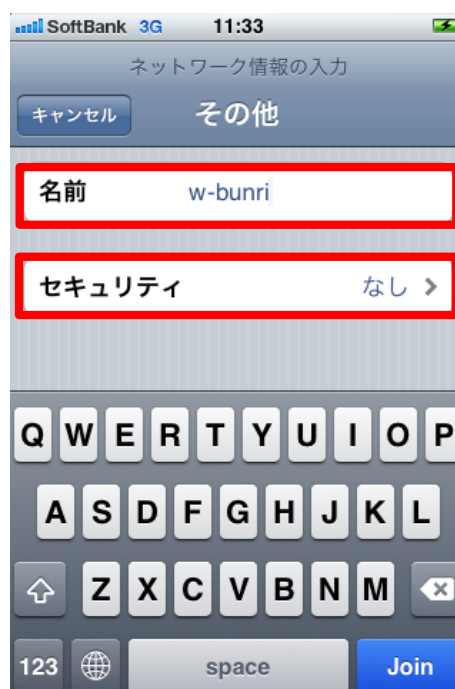 SoftBank 3G 11:33
ネットワーク情報の入力
キャンセル その他
名前 w-bunri
セキュリティ なし
Q W E R T Y U I O P
A S D F G H J K L
Z X C V B N M
123 space Join